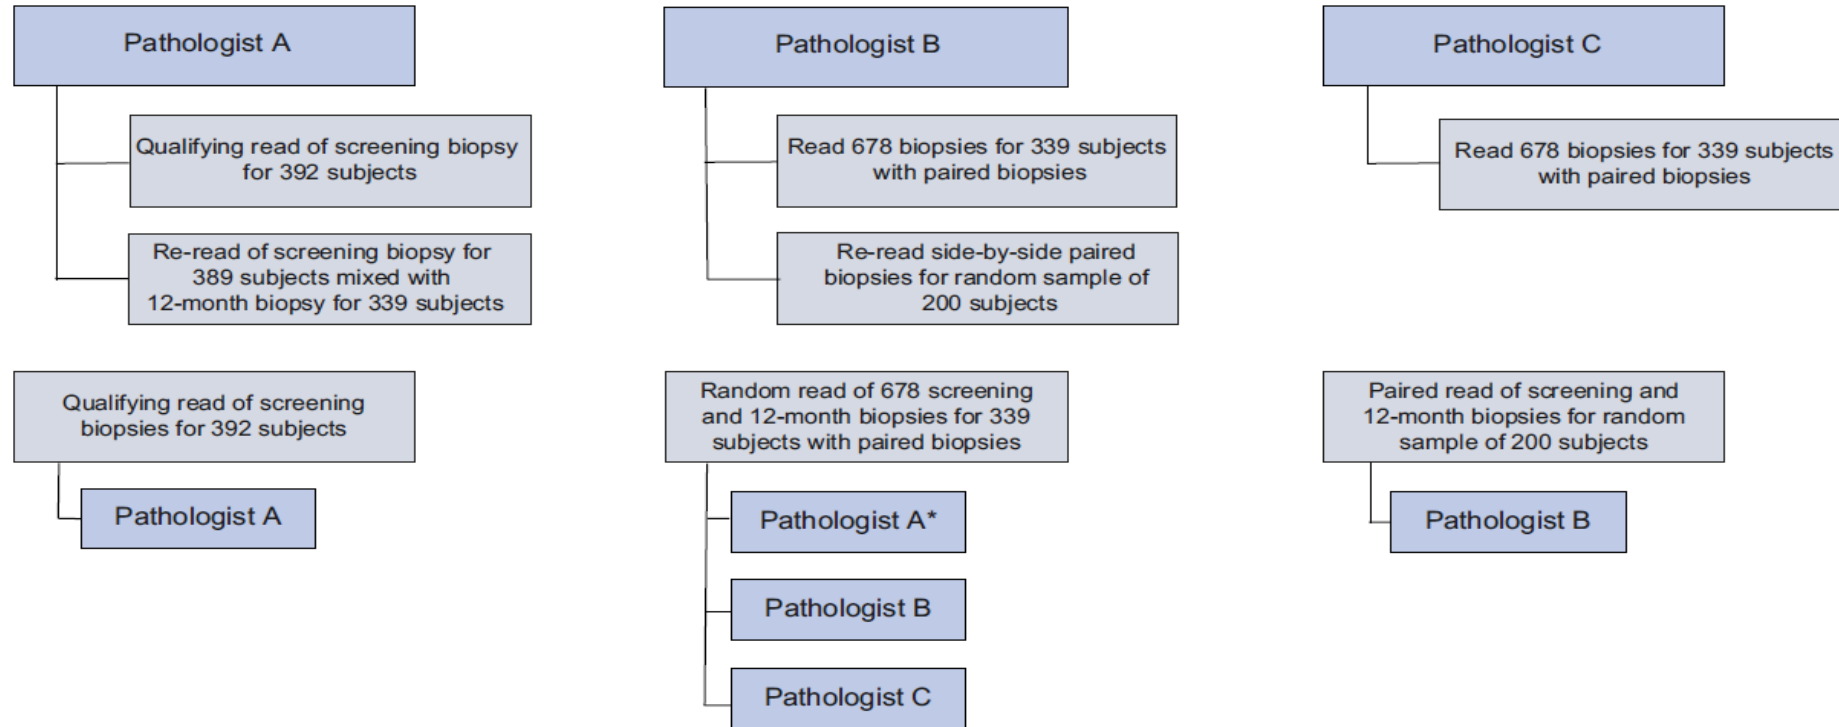 Pathologist A
Qualifying read of screening biopsy
for 392 subjects
Re-read of screening biopsy for
389 subjects mixed with
12-month biopsy for 339 subjects
Pathologist B
Read 678 biopsies for 339 subjects
with paired biopsies
Re-read side-by-side paired
biopsies for random sample of
200 subjects
Pathologist C
Read 678 biopsies for 339 subjects
with paired biopsies
Qualifying read of screening
biopsies for 392 subjects
Pathologist A
Random read of 678 screening
and 12-month biopsies for 339
subjects with paired biopsies
Pathologist A*
Pathologist B
Pathologist C
Paired read of screening and
12-month biopsies for random
sample of 200 subjects
Pathologist B